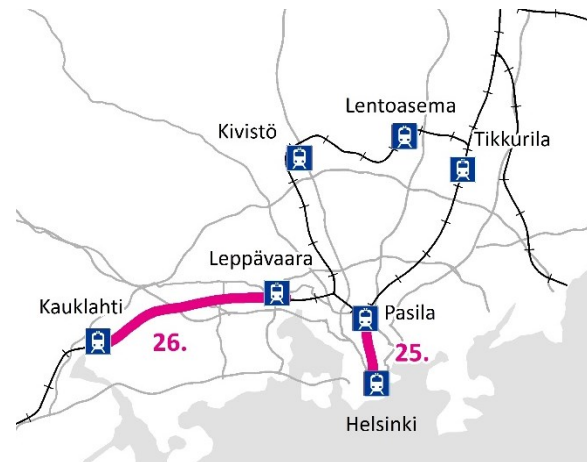 Lentoasema
Kivistö
Tikkurila
Leppävaara
Kauklahti
Pasila
26.
25.
Helsinki